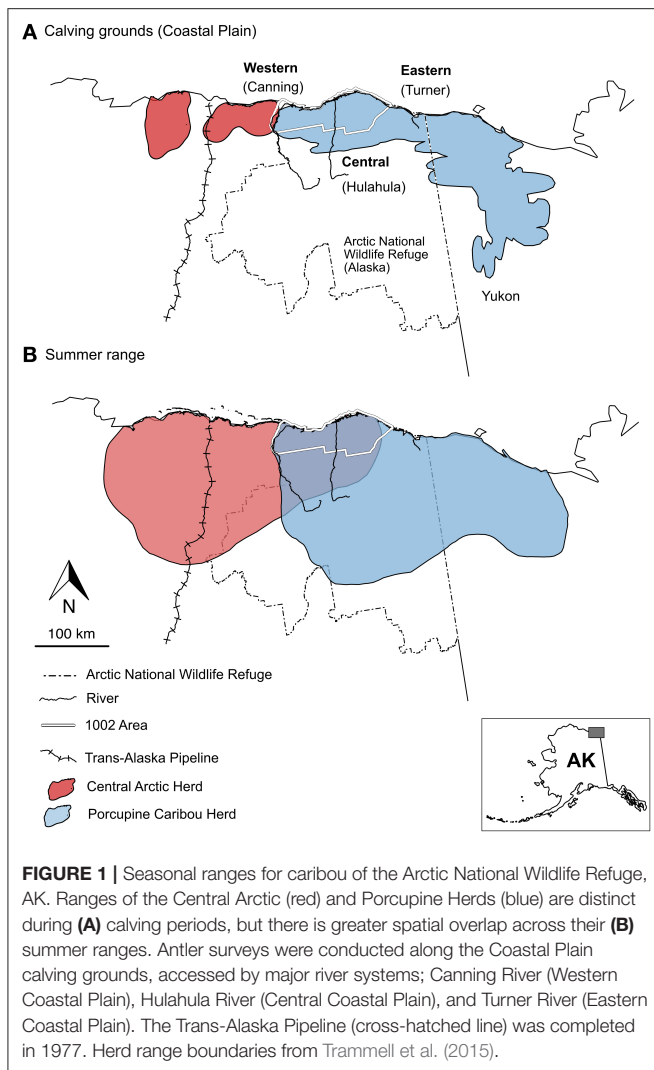 A Calving grounds (Coastal Plain)
Western
(Canning)
Eastern
(Turner)
Central
(Hulahula)
Arctic National
Wildlife Refuge
(Alaska)
Yukon
B Summer range
N
100 km
Arctic National Wildlife Refuge
River
1002 Area
Trans-Alaska Pipeline
Central Arctic Herd
Porcupine Caribou Herd
AK
FIGURE 1 | Seasonal ranges for caribou of the Arctic National Wildlife Refuge,
AK. Ranges of the Central Arctic (red) and Porcupine Herds (blue) are distinct
during (A) calving periods, but there is greater spatial overlap across their (B)
summer ranges. Antler surveys were conducted along the Coastal Plain
calving grounds, accessed by major river systems; Canning River (Western
Coastal Plain), Hulahula River (Central Coastal Plain), and Turner River (Eastern
Coastal Plain). The Trans-Alaska Pipeline (cross-hatched line) was completed
in 1977. Herd range boundaries from Trammell et al. (2015).